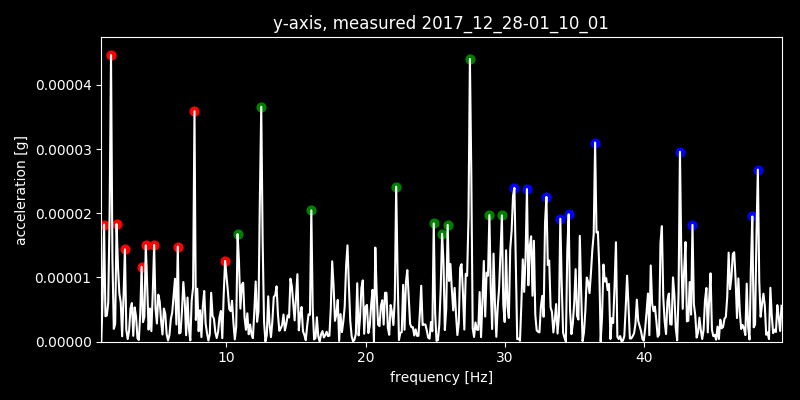 y-axis, measured 2017_12_28-01_10_01
0.00004
0.00003
0.00002
0.00001
0.00000
acceleration [g]
10 20 30 40
frequency [Hz]